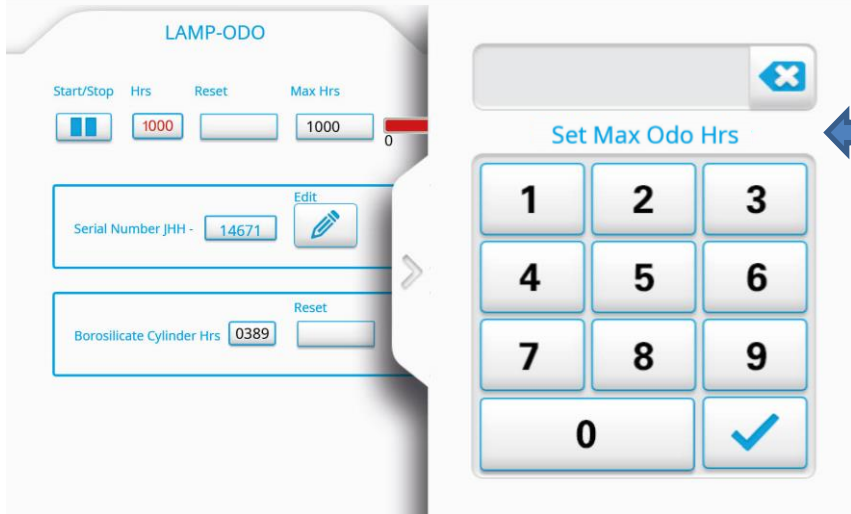 LAMP-ODO
Start/Stop Hrs Reset Max Hrs
1000 1000
0
Edit
Serial Number JHH - 14671
Reset
Borosilicate Cylinder Hrs 0389
Set Max Odo Hrs
1 2 3
4 5 6
7 8 9
0